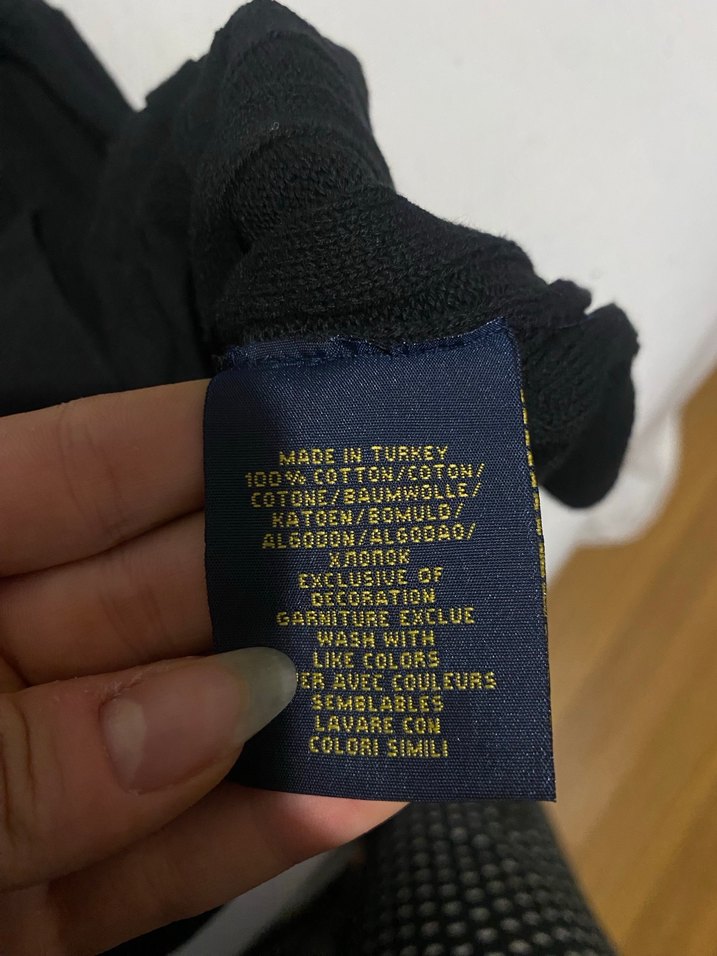 MADE IN TURKEY
100% COTTON/COTON/
COTONE/BAUMWOLLE/
KATOEN/BOMULD/
ALGODON/ALGODAO/
ХЛОПОК
EXCLUSIVE OF
DECORATION
GARNITURE EXCLUE
WASH WITH
LIKE COLORS
AVEC COULEURS
SEMBLABLES
LAVARE CON
COLORI SIMILI